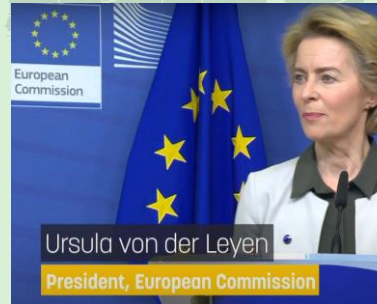 European
Commission
Ursula von der Leyen
President, European Commission